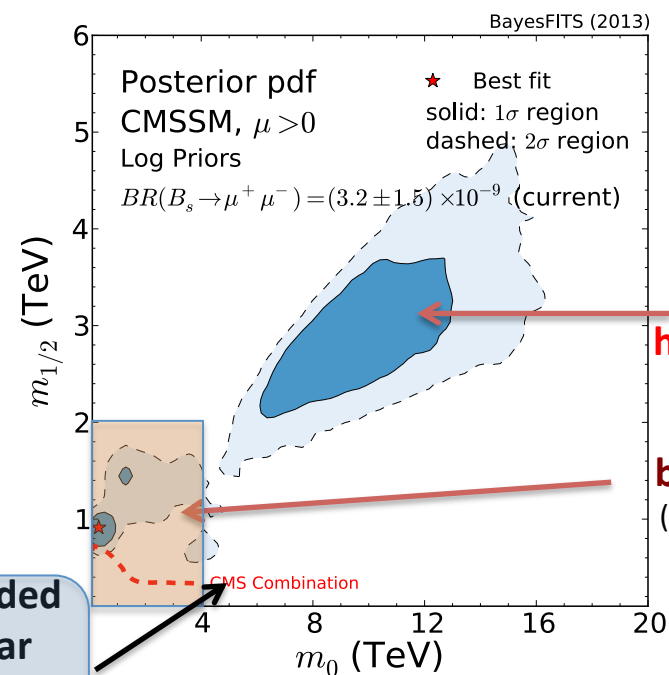 BayesFITS (2013)
6
Posterior pdf
CMSSM, μ >0
Log Priors
BR(B_s → μ⁺ μ⁻) = (3.2 ± 1.5) × 10⁻⁹ (current)
Best fit
solid: 1σ region
dashed: 2σ region
5
4
3
2
1
m_{1/2} (TeV)
h
b
(
CMS Combination
ded
ar
4 8 12 16 20
m_0 (TeV)